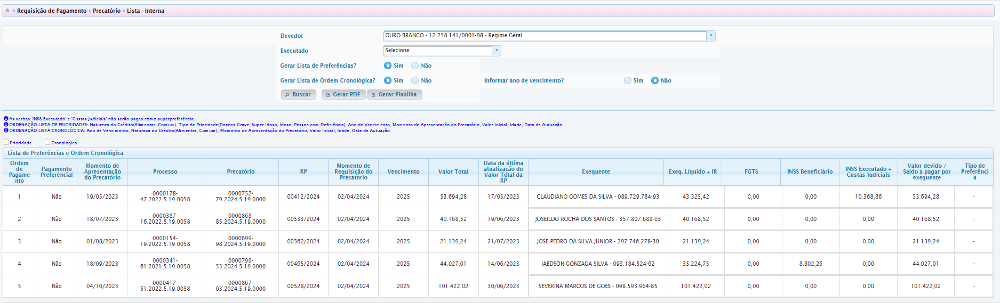 Requisição de Pagamento Precatório Lista - Interna
Devedor OURO BRANCO - 12.258.141/0001-98 - Regime Geral
Executado Selecione
Gerar Lista de Preferências? Sim Não
Gerar Lista de Ordem Cronológica? Sim Não Informar ano de vencimento? Sim Não
Buscar Gerar PDF Gerar Planilha
As verbas 'INSS Executado' e 'Custas Judiciais' não serão pagas com o superpreferência.
ORDENAÇÃO LISTA DE PRIORIDADES: Natureza do Crédito(Alimentar, Comum), Tipo de Prioridade(Doença Grave, Super Idoso, Idoso, Pessoa com Deficiência), Ano de Vencimento, Momento de Apresentação do Precatório, Valor Inicial, Idade, Data de Autuação
ORDENAÇÃO LISTA CRONOLÓGICA: Ano de Vencimento, Natureza do Crédito(Alimentar, Comum), Momento de Apresentação do Precatório, Valor Inicial, Idade, Data de Autuação
Prioridade Cronológica
Lista de Preferências e Ordem Cronológica
Ordem de Pagamento Pagamento Preferêncial Momento de Apresentação do Precatório Processo Precatório RP Momento de Requisição do Precatório Vencimento Valor Total Data da última atualização do Valor Total da RP Exequente Exeq. Líquido + IR FGTS INSS Beneficiário INSS Executado + Custas Judiciais Valor devido / Saldo a pagar por exequente Tipo de Preferência
1 Não 19/05/2023 0000178-47.2022.5.19.0058 0000752-79.2024.5.19.0000 00412/2024 02/04/2024 2025 53.694,28 17/05/2023 CLAUDIANO GOMES DA SILVA - 089.729.784-93 43.325,42 0,00 0,00 10.368,86 53.694,28 -
2 Não 18/07/2023 0000387-16.2022.5.19.0058 0000868-85.2024.5.19.0000 00533/2024 02/04/2024 2025 40.168,52 19/06/2023 JOSEILDO ROCHA DOS SANTOS - 357.807.688-03 40.168,52 0,00 0,00 0,00 40.168,52 -
3 Não 01/08/2023 0000154-19.2022.5.19.0058 0000699-98.2024.5.19.0000 00362/2024 02/04/2024 2025 21.139,24 21/07/2023 JOSE PEDRO DA SILVA JUNIOR - 297.746.278-30 21.139,24 0,00 0,00 0,00 21.139,24 -
4 Não 18/09/2023 0000341-61.2021.5.19.0058 0000799-53.2024.5.19.0000 00465/2024 02/04/2024 2025 44.027,01 14/06/2023 JAEDSON GONZAGA SILVA - 093.184.524-62 35.224,75 0,00 8.802,26 0,00 44.027,01 -
5 Não 04/10/2023 0000417-51.2022.5.19.0058 0000867-03.2024.5.19.0000 00528/2024 02/04/2024 2025 101.422,02 30/06/2023 SEVERINA MARCOS DE GOES - 098.593.964-85 101.422,02 0,00 0,00 0,00 101.422,02 -